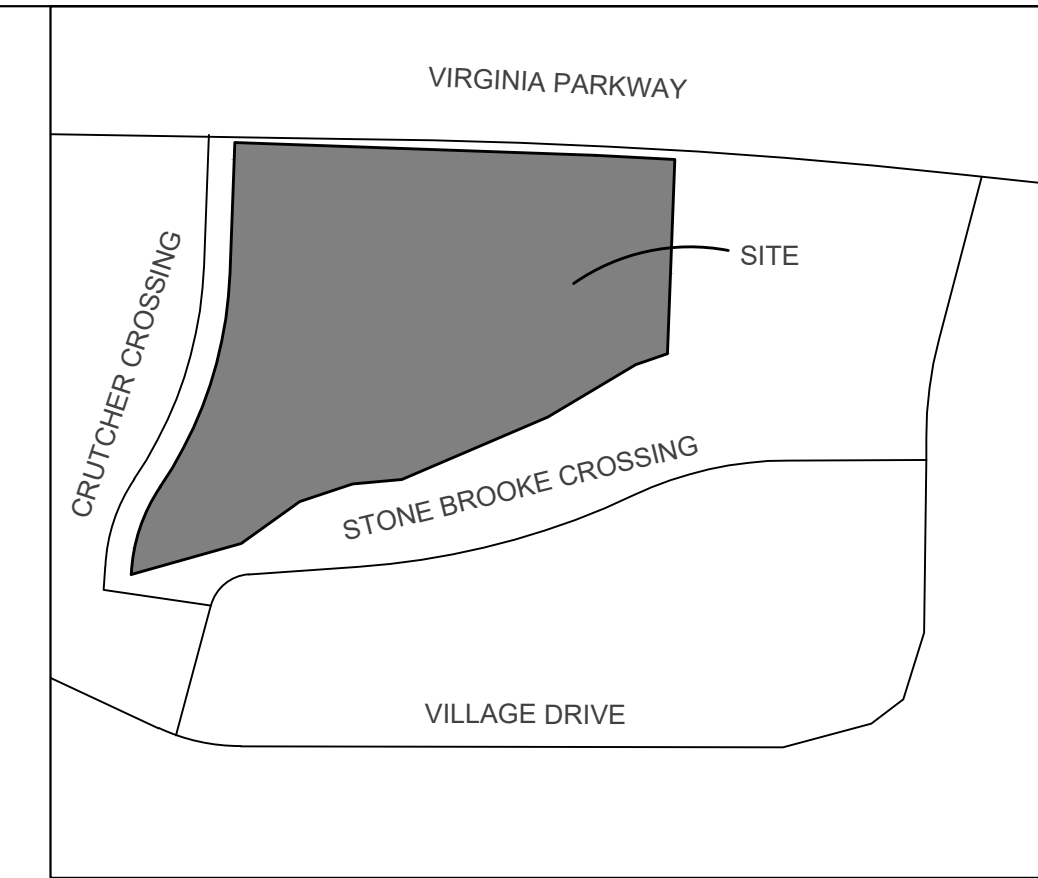 VIRGINIA PARKWAY
SITE
CRUTCHER CROSSING
STONE BROOKE CROSSING
VILLAGE DRIVE